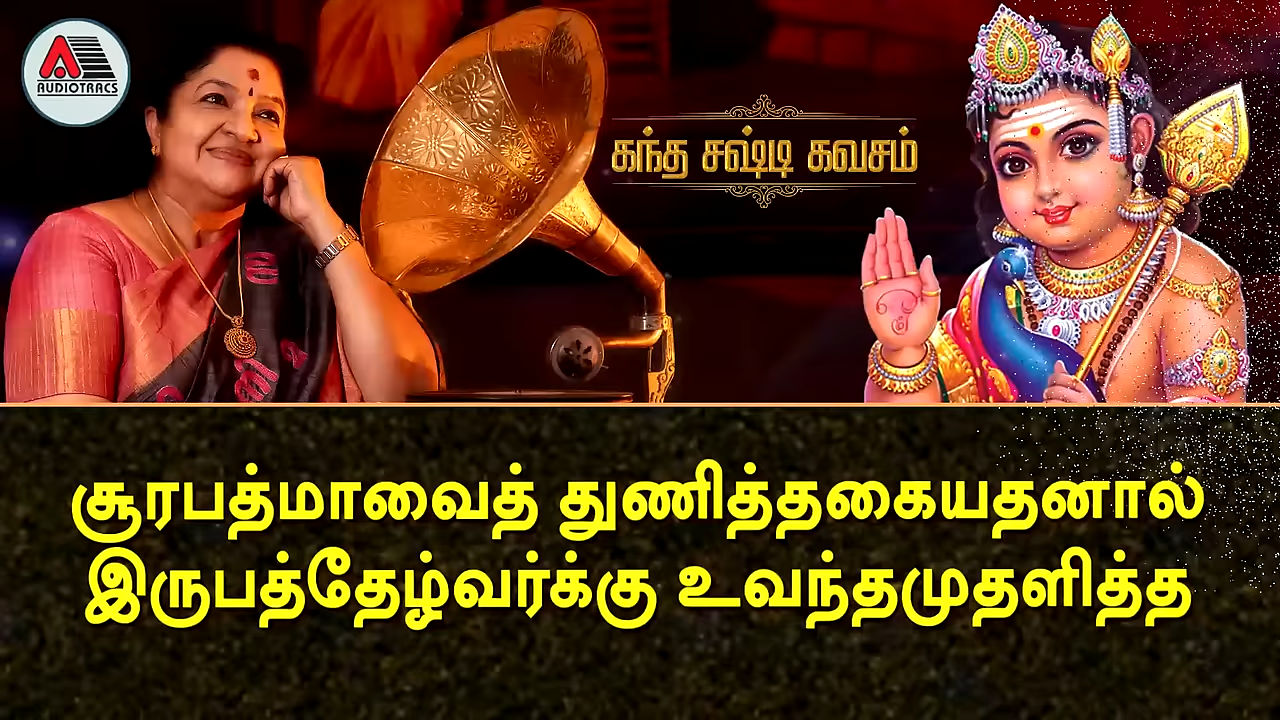 AUDIOTRACS
கந்த சஷ்டி கவசம்
சூரபத்மாவைத் துணித்தகையதனால்
இருபத்தேழ்வர்க்கு உவந்தமுதளித்த